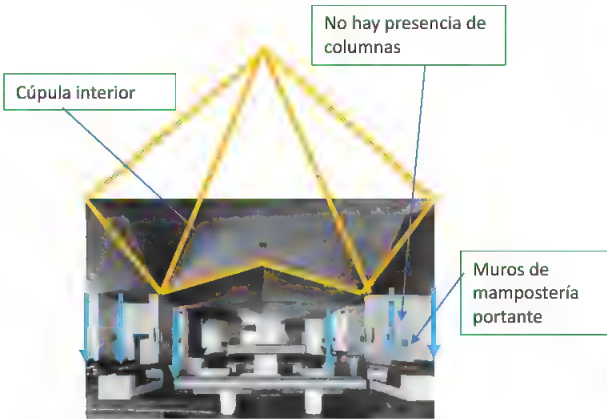 No hay presencia de
columnas
Cúpula interior
Muros de
mampostería
portante